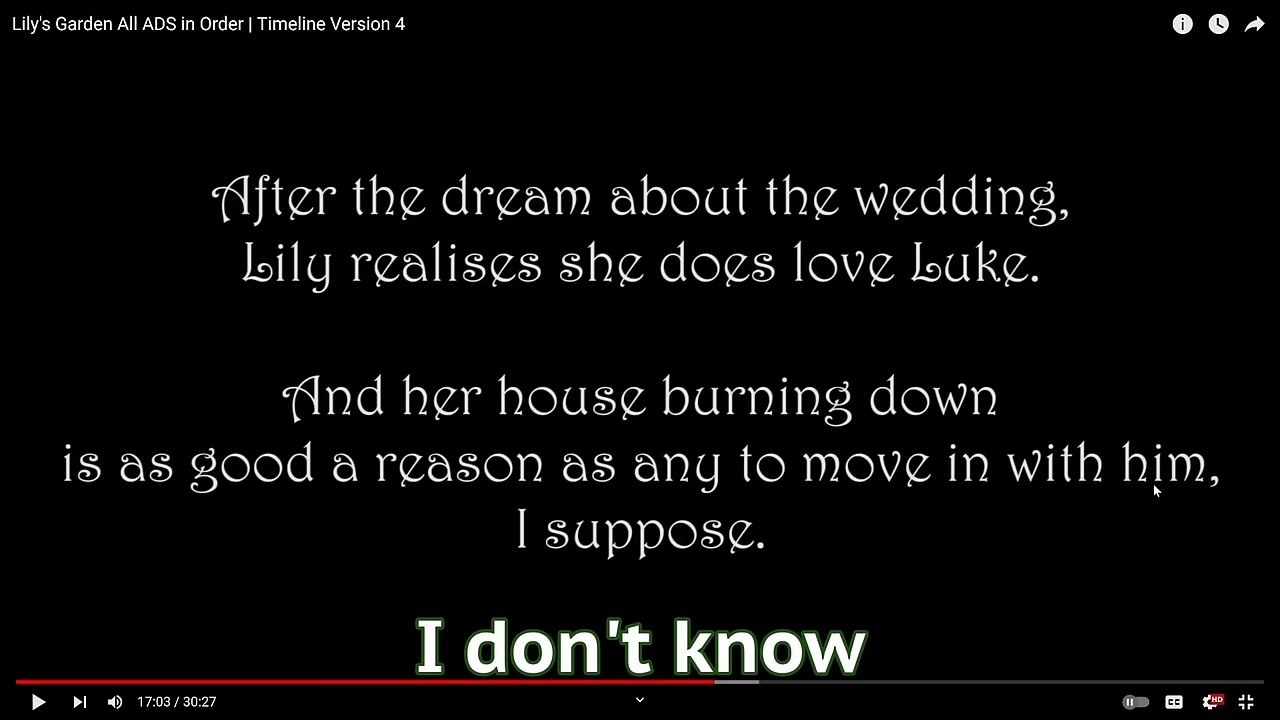 Lily's Garden All ADS in Order | Timeline Version 4
After the dream about the wedding,
Lily realises she does love Luke.
And her house burning down
is as good a reason as any to move in with him,
I suppose.
I don't know
17:03 / 30:27
CC
HD